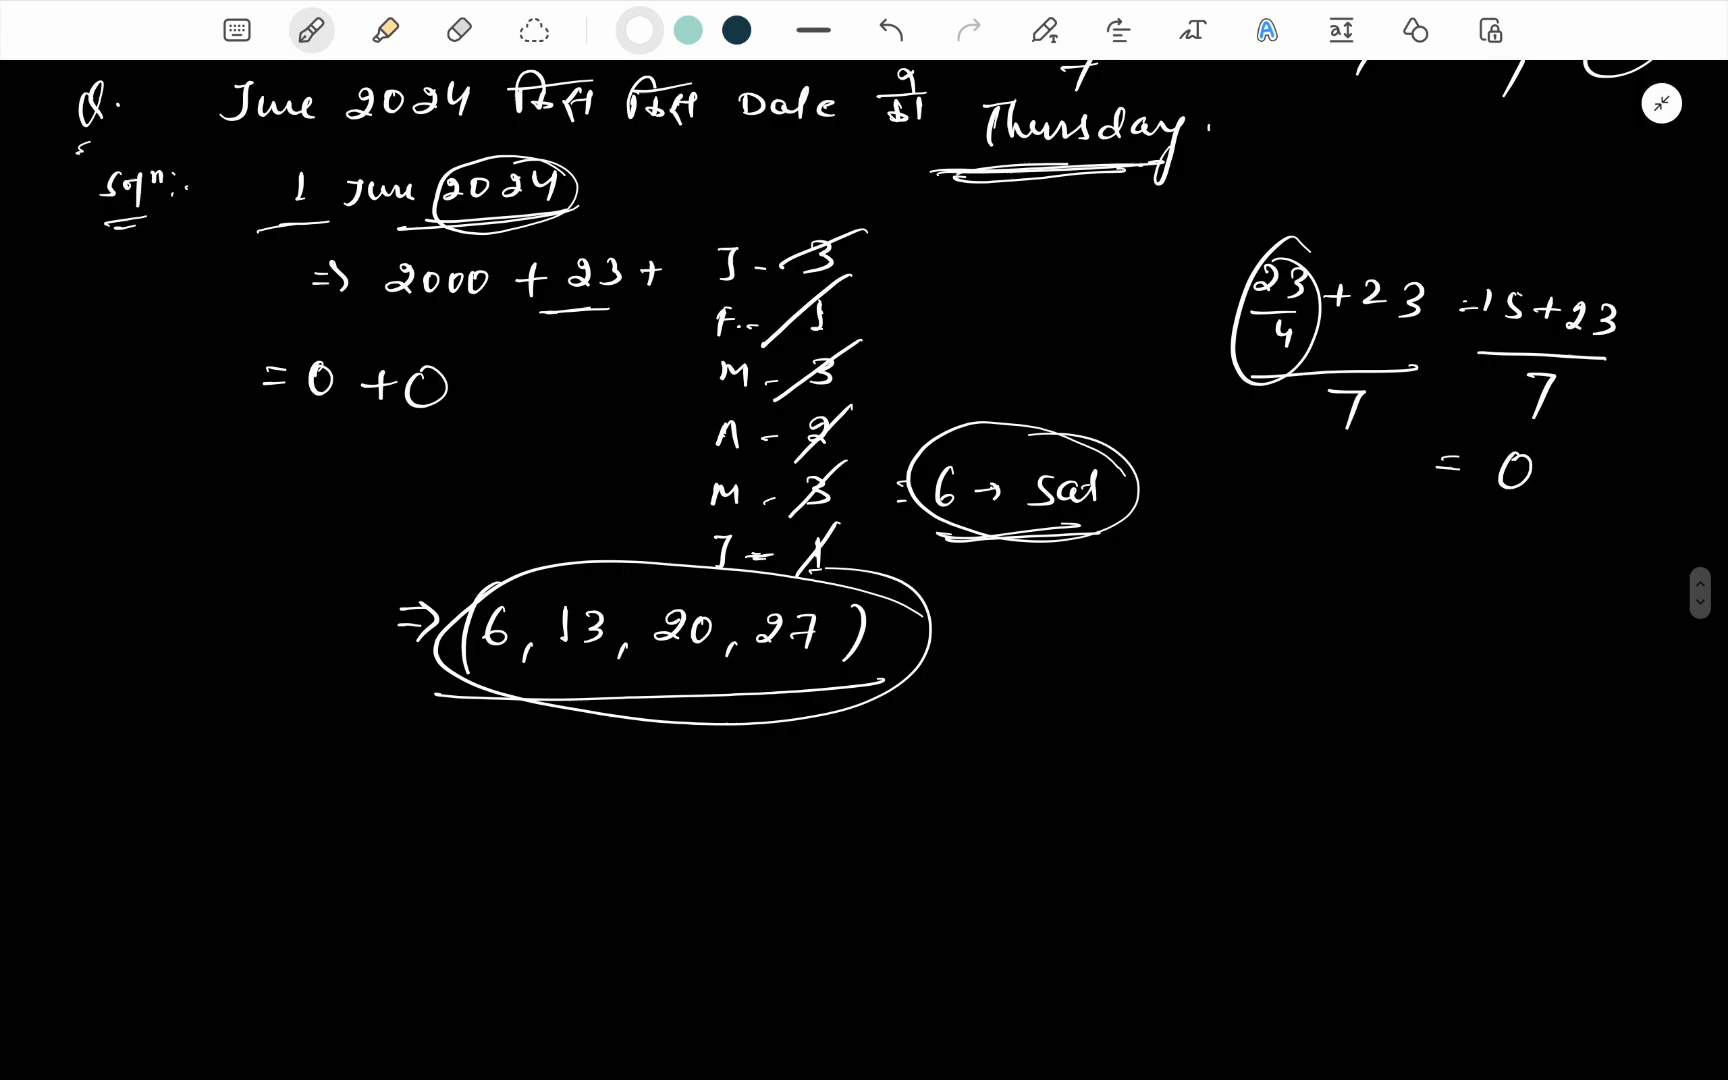 Q. June 2024 किस किस Date को Thursday.
Solⁿ:. 1 June 2024
⇒ 2000 + 23 +
J - 3
F - 1
M - 3
A - 2
M - 3
J = 1
= 0 + 0
= 6 → Sat
⇒ (6, 13, 20, 27)
23/4 + 23 / 7 = 15 + 23 / 7
= 0